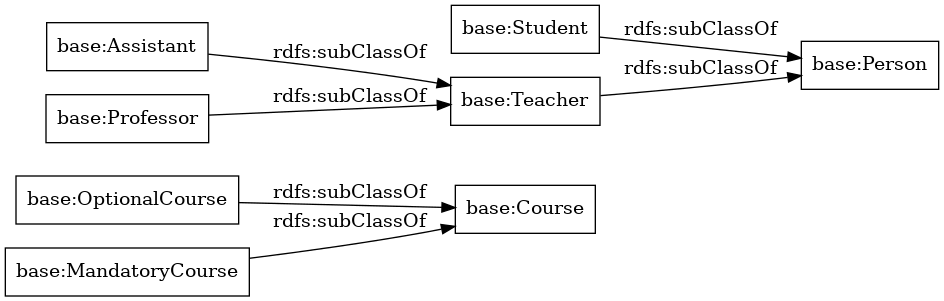 base:Student
rdfs:subClassOf
base:Assistant
rdfs:subClassOf
base:Person
rdfs:subClassOf
base:Teacher
rdfs:subClassOf
base:Professor
rdfs:subClassOf
base:OptionalCourse
base:Course
rdfs:subClassOf
base:MandatoryCourse